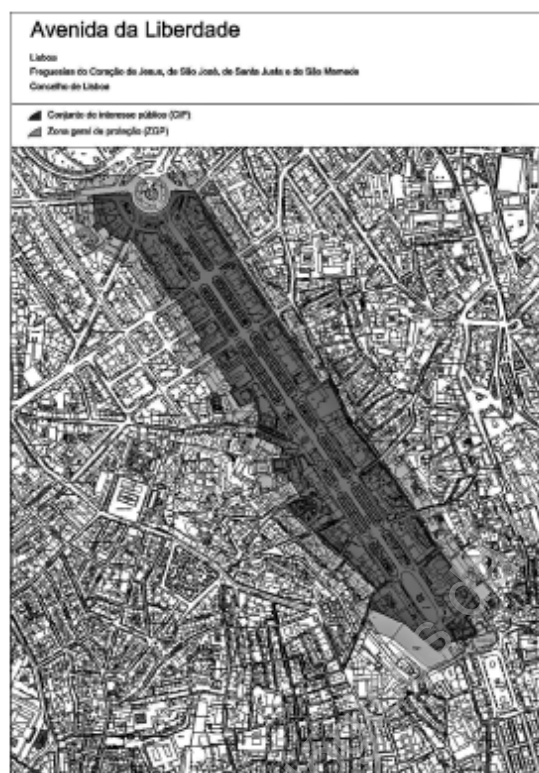 Avenida da Liberdade
Lisboa
Freguesias do Coração de Jesus, de São José, de Santa Justa e de São Mamede
Concelho de Lisboa
Conjunto de interesse público (CIP)
Zona geral de proteção (ZGP)